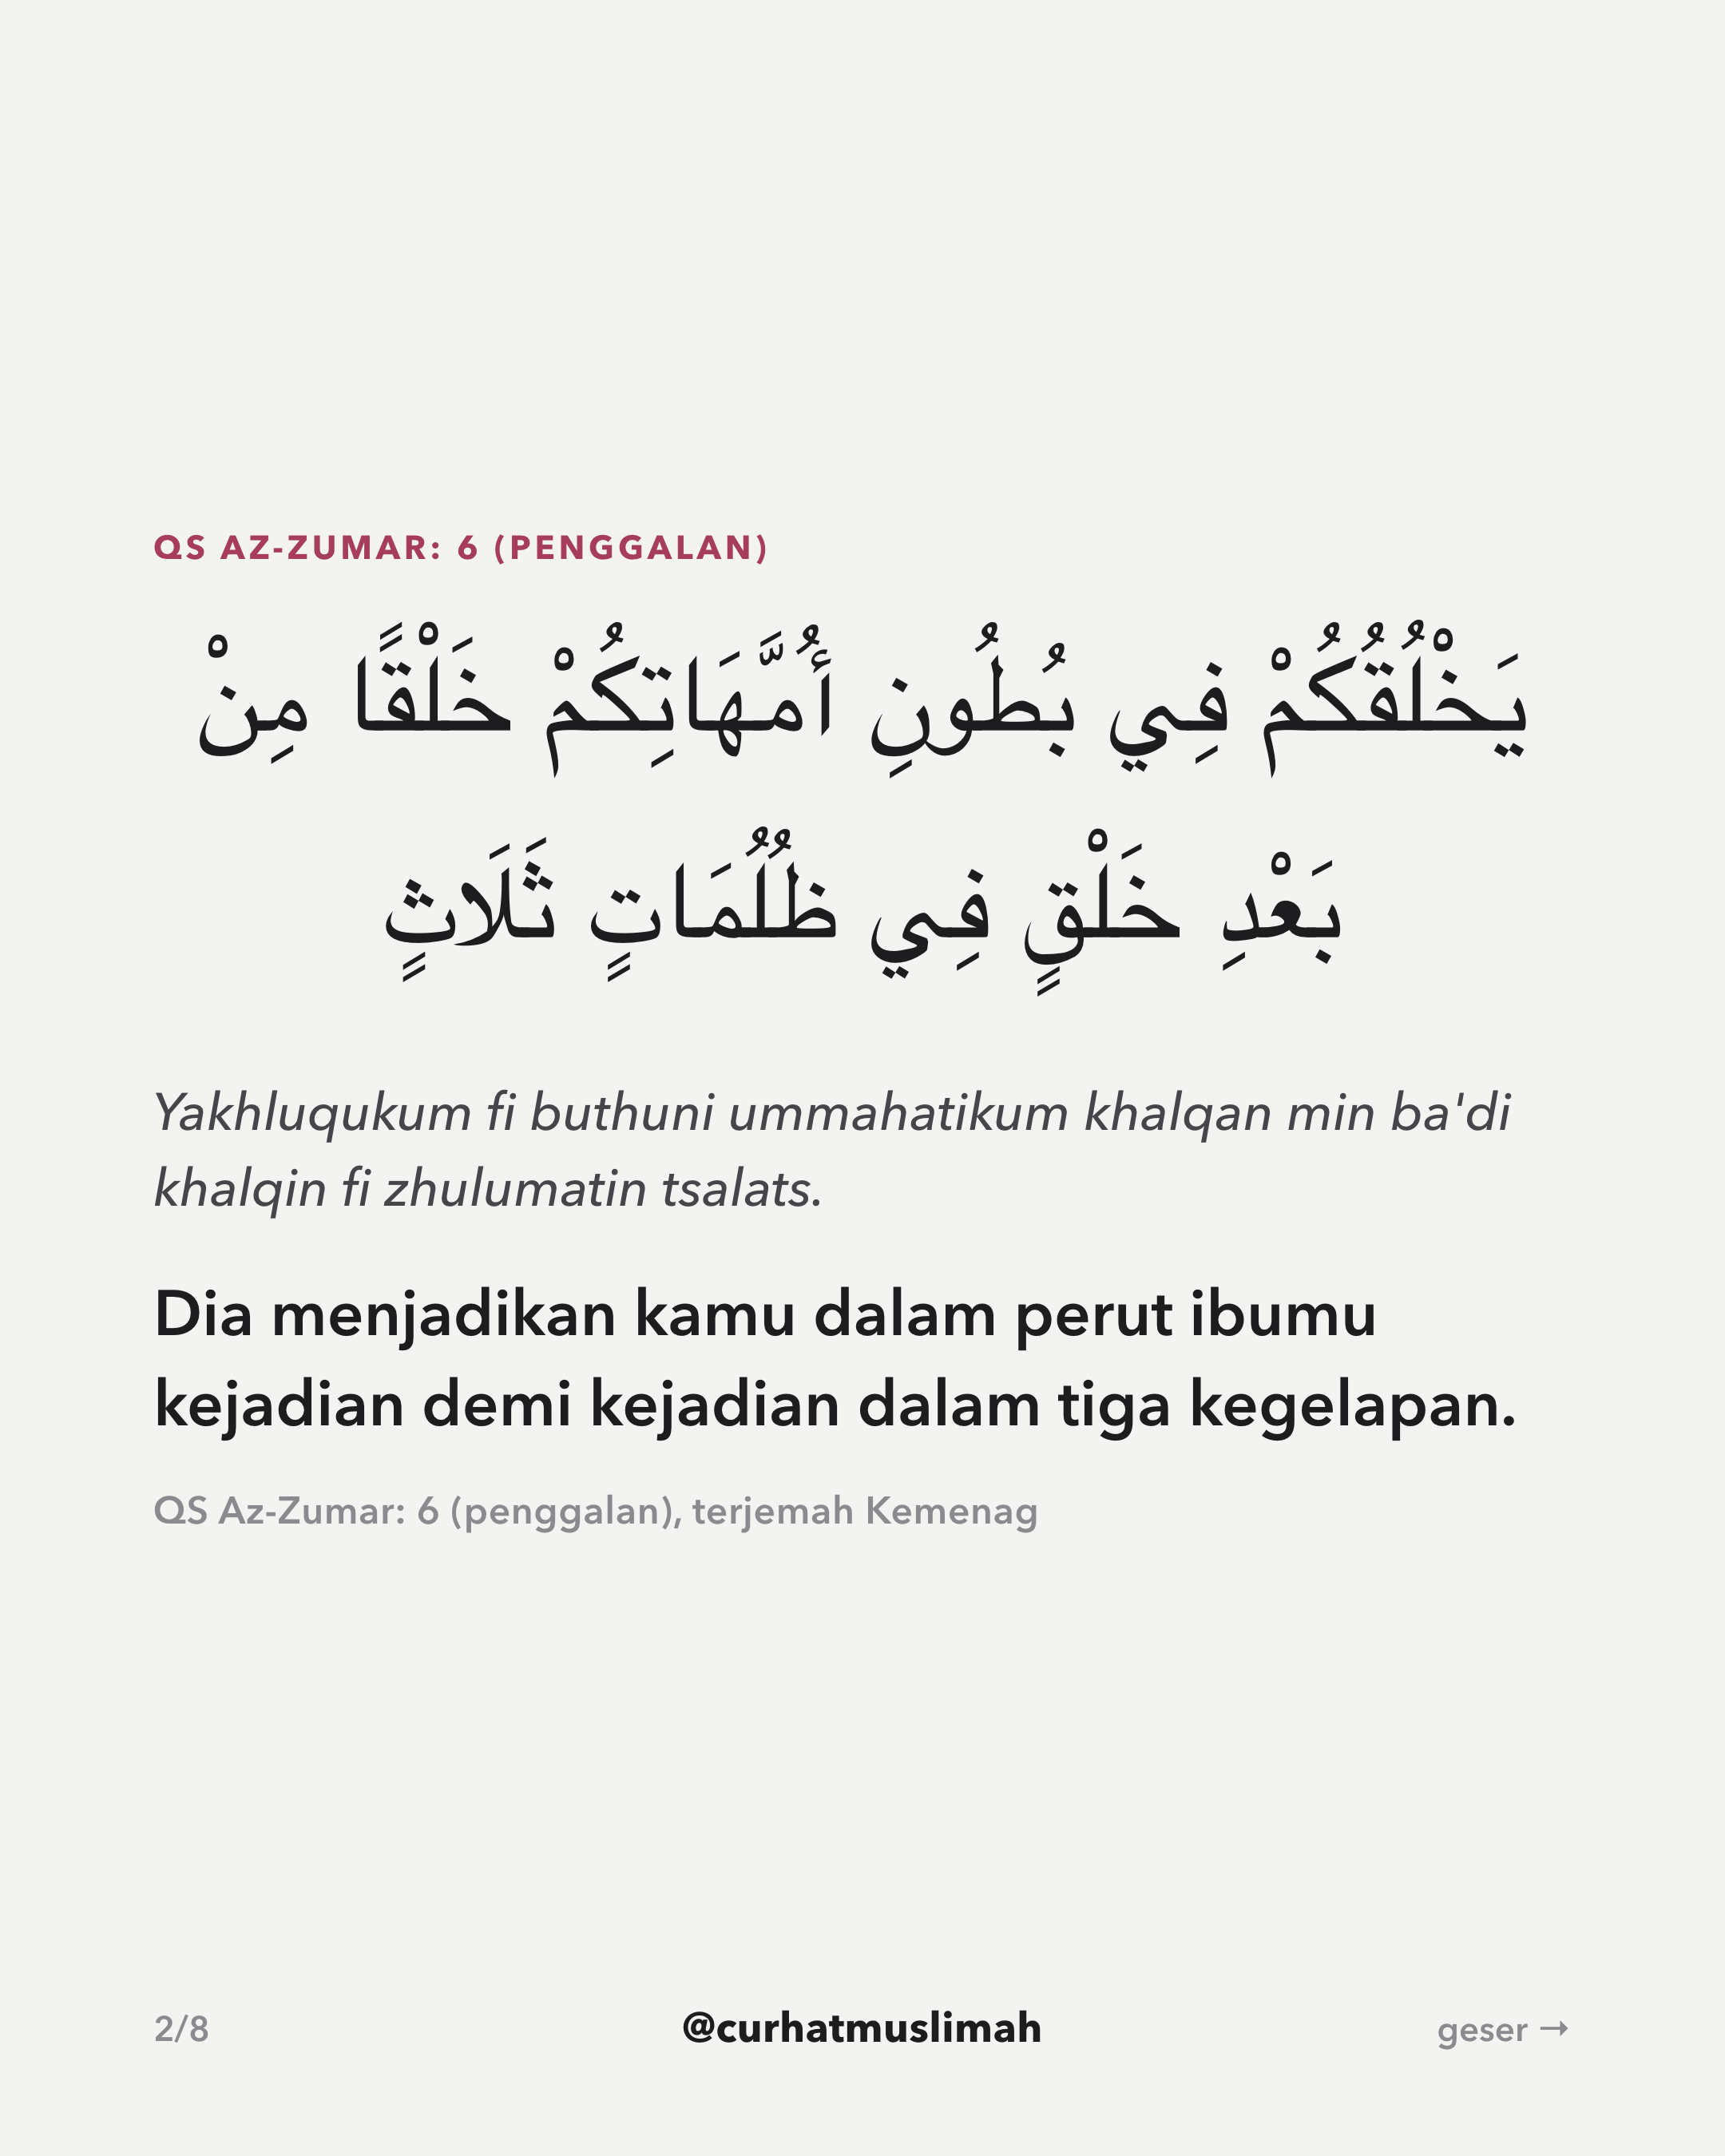 QS AZ-ZUMAR: 6 (PENGGALAN)
يَخْلُقُكُمْ فِي بُطُونِ أُمَّهَاتِكُمْ خَلْقًا مِنْ
بَعْدِ خَلْقٍ فِي ظُلُمَاتٍ ثَلَاثٍ
Yakhluqukum fi buthuni ummahatikum khalqan min ba'di
khalqin fi zhulumatin tsalats.
Dia menjadikan kamu dalam perut ibumu
kejadian demi kejadian dalam tiga kegelapan.
QS Az-Zumar: 6 (penggalan), terjemah Kemenag
2/8
@curhatmuslimah
geser →